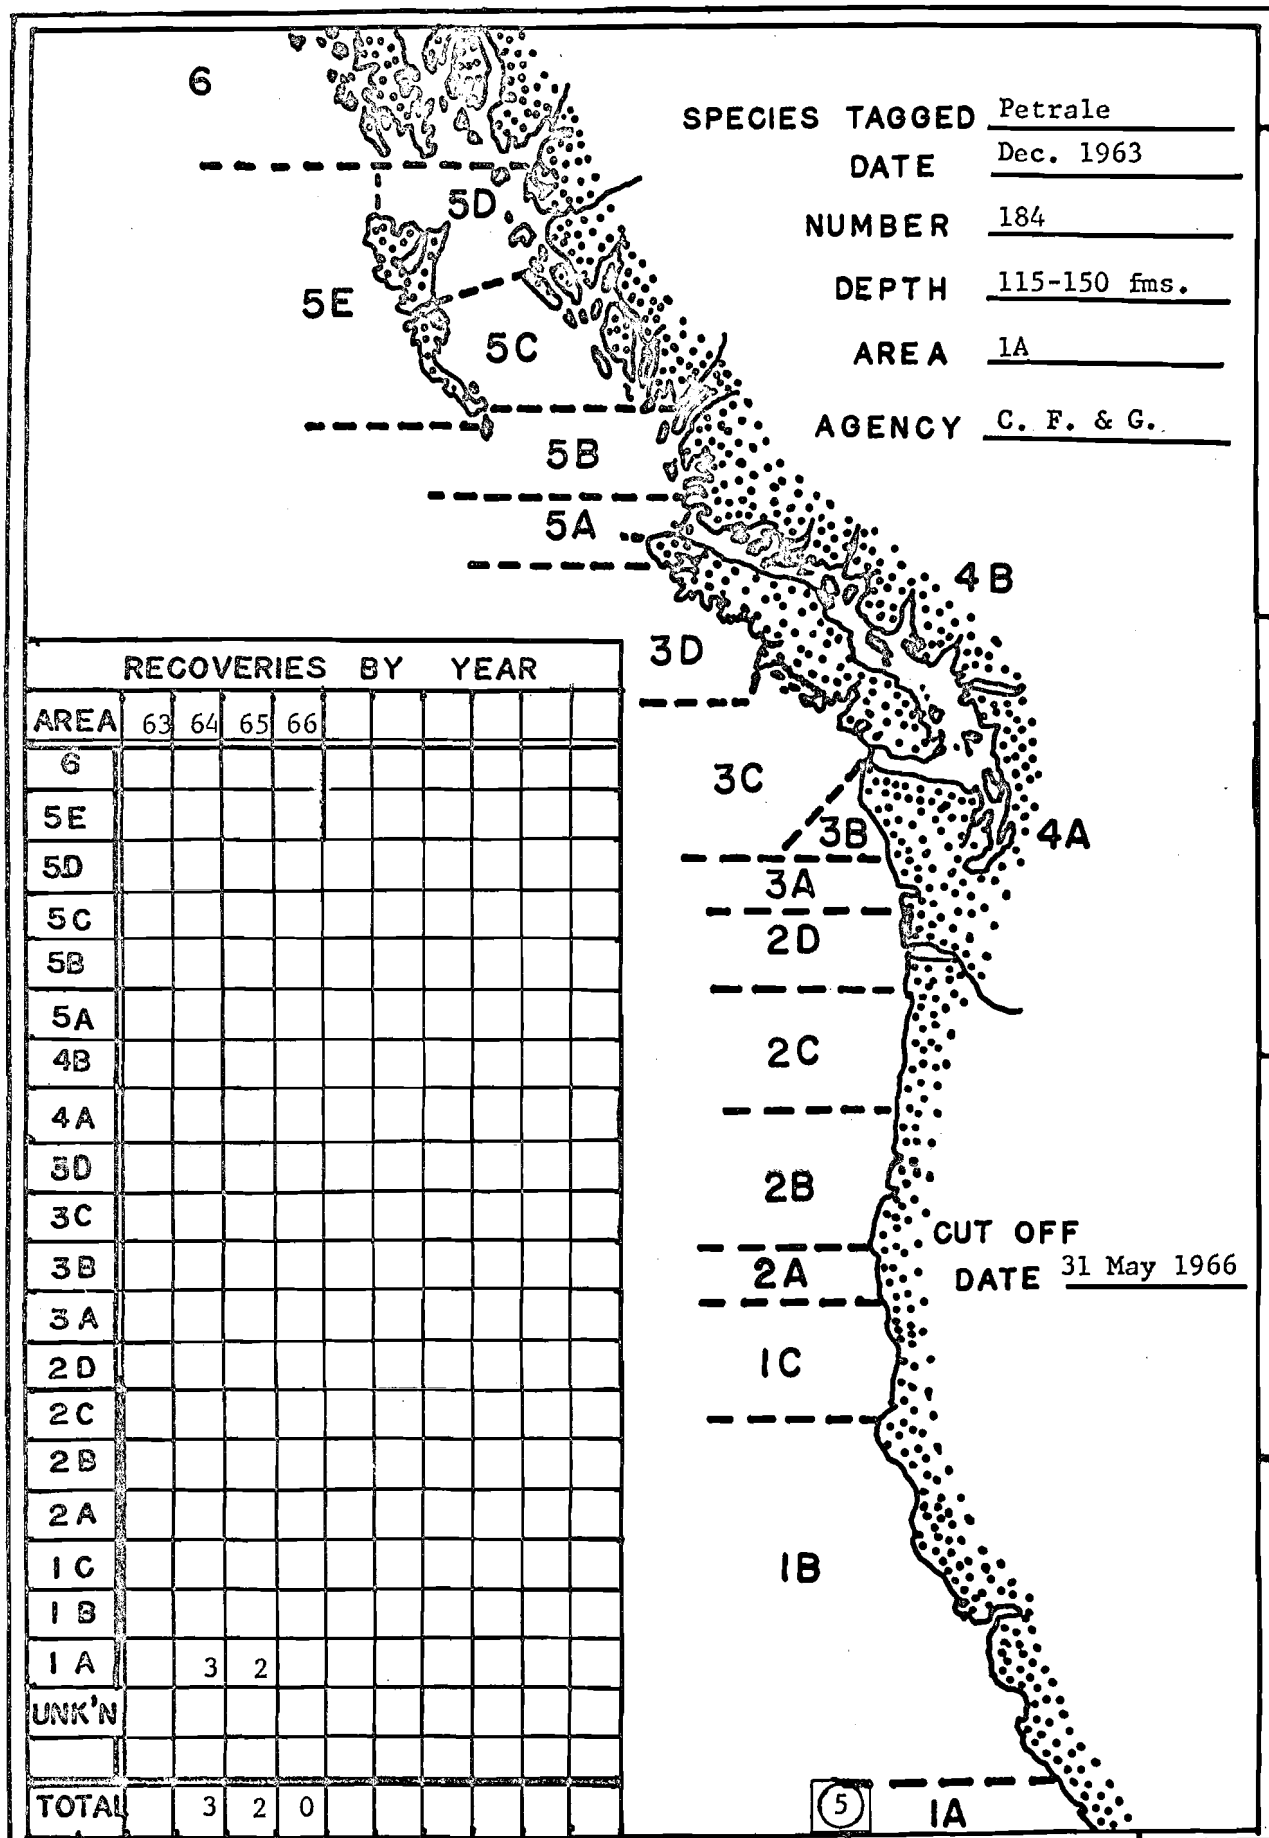 6
SPECIES TAGGED Petrale
DATE Dec. 1963
5D
NUMBER 184
5E
DEPTH 115-150 fms.
5C
AREA 1A
AGENCY C. F. & G.
5B
5A
4B
3D
3C
3B
4A
3A
2D
2C
2B
CUT OFF
DATE 31 May 1966
2A
1C
1B
1A
5
RECOVERIES BY YEAR
AREA 63 64 65 66
6
5E
5D
5C
5B
5A
4B
4A
3D
3C
3B
3A
2D
2C
2B
2A
1C
1B
1A 3 2
UNK'N
TOTAL 3 2 0